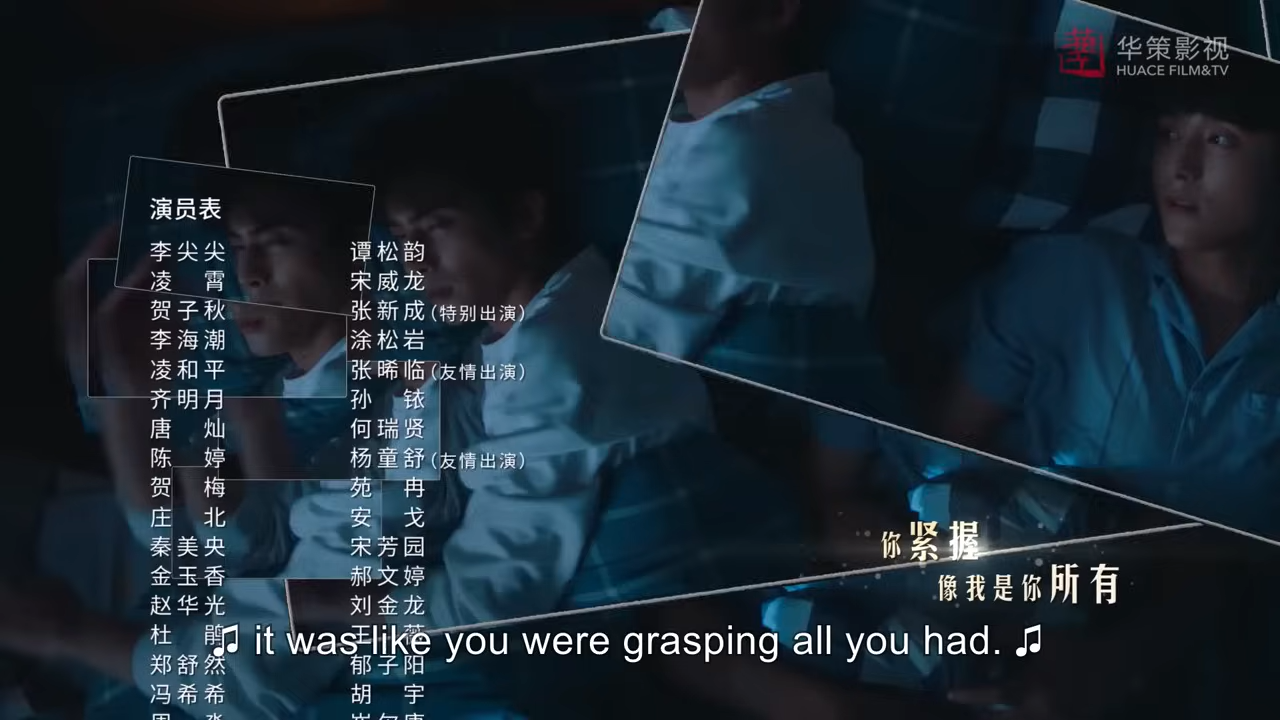 华策影视
HUACE FILM&TV
演员表
李尖尖 谭松韵
凌霄 宋威龙
贺子秋 张新成(特别出演)
李海潮 涂松岩
凌和平 张晞临(友情出演)
齐明月 孙铱
唐灿 何瑞贤
陈婷 杨童舒(友情出演)
贺梅 苑冉
庄北 安戈
秦美央 宋芳园
金玉香 郝文婷
赵华光 刘金龙
杜鹃 王薇
郑舒然 郁子阳
冯希希 胡宇
你紧握
像我是你所有
♫ it was like you were grasping all you had. ♫